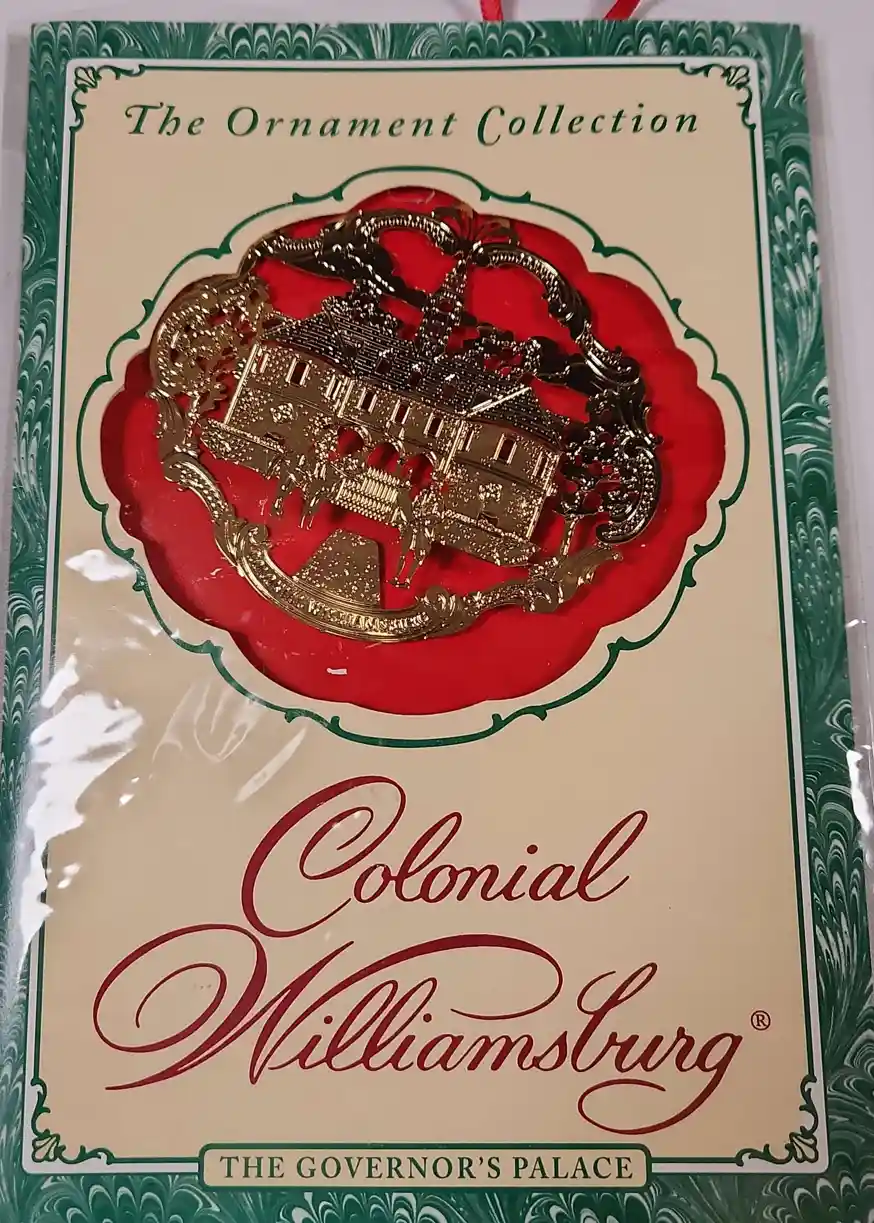 The Ornament Collection
Colonial
Williamsburg®
THE GOVERNOR'S PALACE